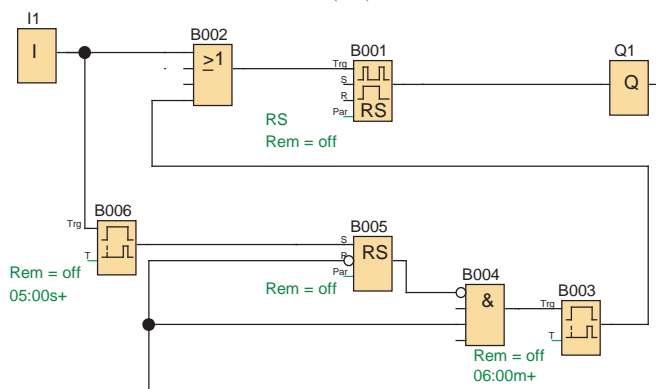 I1
I
B002
≥1
B001
Trg
S
R
Par
RS
RS
Rem = off
Q1
Q
B006
Trg
T
Rem = off
05:00s+
B005
S
R
Par
RS
Rem = off
B004
&
B003
Trg
T
Rem = off
06:00m+